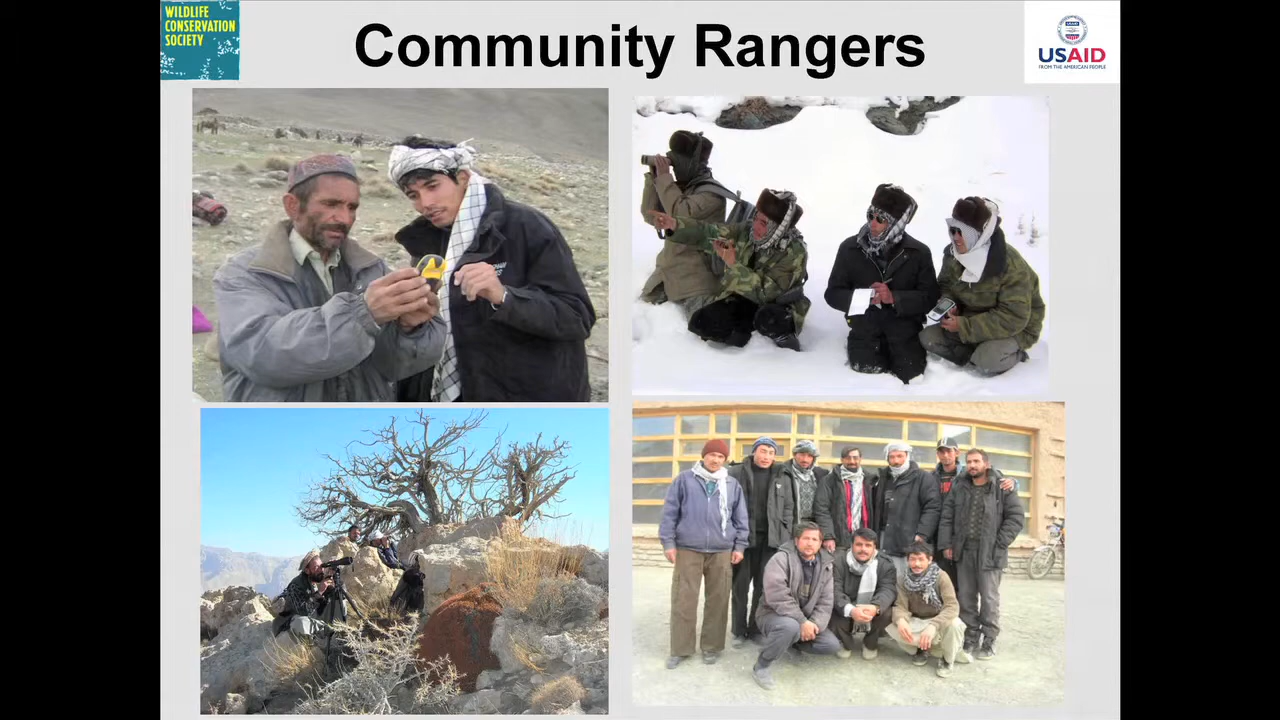 WILDLIFE
CONSERVATION
SOCIETY
Community Rangers
USAID
FROM THE AMERICAN PEOPLE